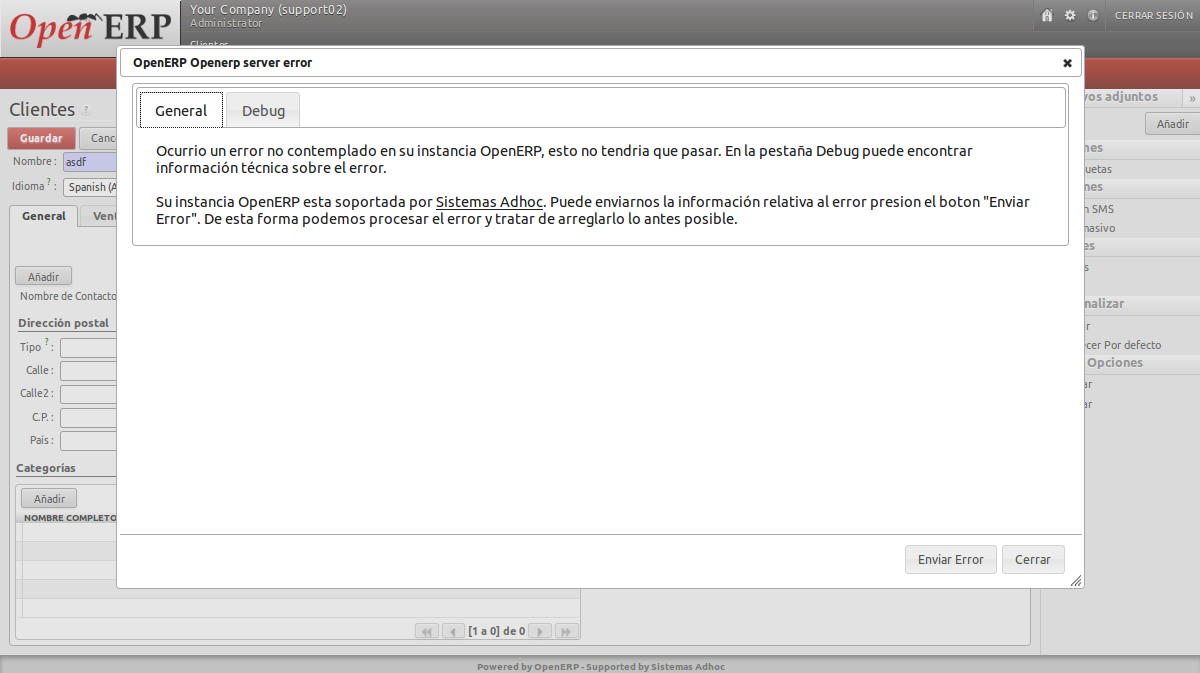 Open ERP
Your Company (support02)
Administrator
Clientes
CERRAR SESIÓN
OpenERP Openerp server error
General
Debug
Ocurrio un error no contemplado en su instancia OpenERP, esto no tendria que pasar. En la pestaña Debug puede encontrar
información técnica sobre el error.
Su instancia OpenERP esta soportada por Sistemas Adhoc. Puede enviarnos la información relativa al error presion el boton "Enviar
Error". De esta forma podemos procesar el error y tratar de arreglarlo lo antes posible.
Enviar Error
Cerrar
Clientes ?
Guardar
Nombre :
asdf
Idioma ? :
Spanish (A
General
Añadir
Nombre de Contacto
Dirección postal
Tipo ? :
Calle :
Calle2 :
C.P. :
País :
Categorías
Añadir
NOMBRE COMPLETO
[1 a 0] de 0
vos adjuntos
»
Añadir
nes
uetas
nes
n SMS
nasivo
es
s
nalizar
r
cer Por defecto
Opciones
ar
ar
Powered by OpenERP - Supported by Sistemas Adhoc